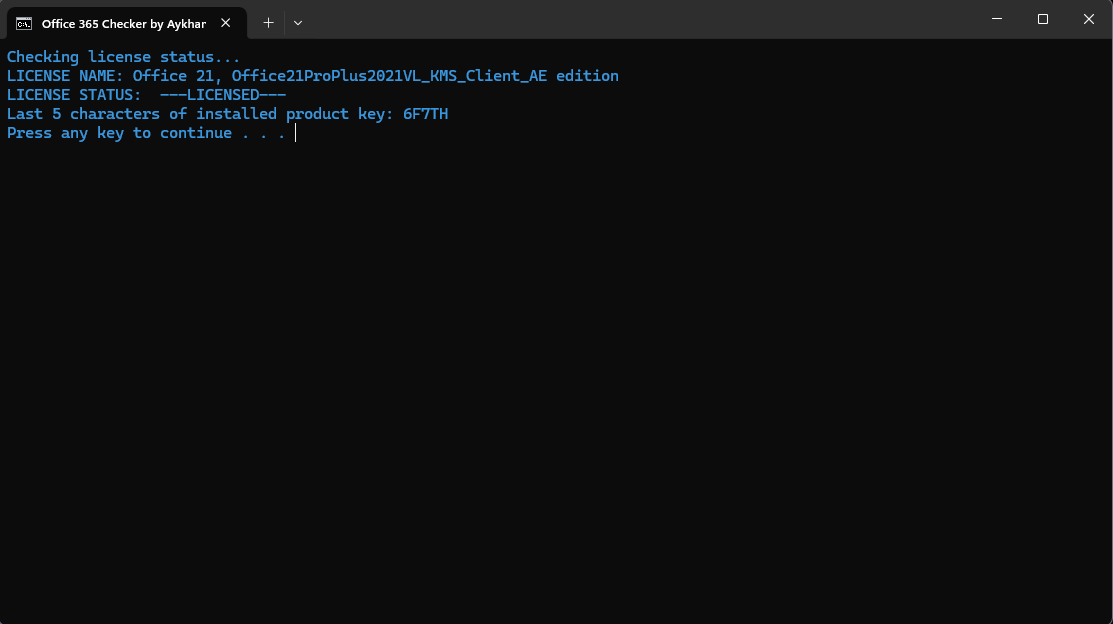 Office 365 Checker by Aykhar
Checking license status...
LICENSE NAME: Office 21, Office21ProPlus2021VL_KMS_Client_AE edition
LICENSE STATUS:  ---LICENSED---
Last 5 characters of installed product key: 6F7TH
Press any key to continue . . .